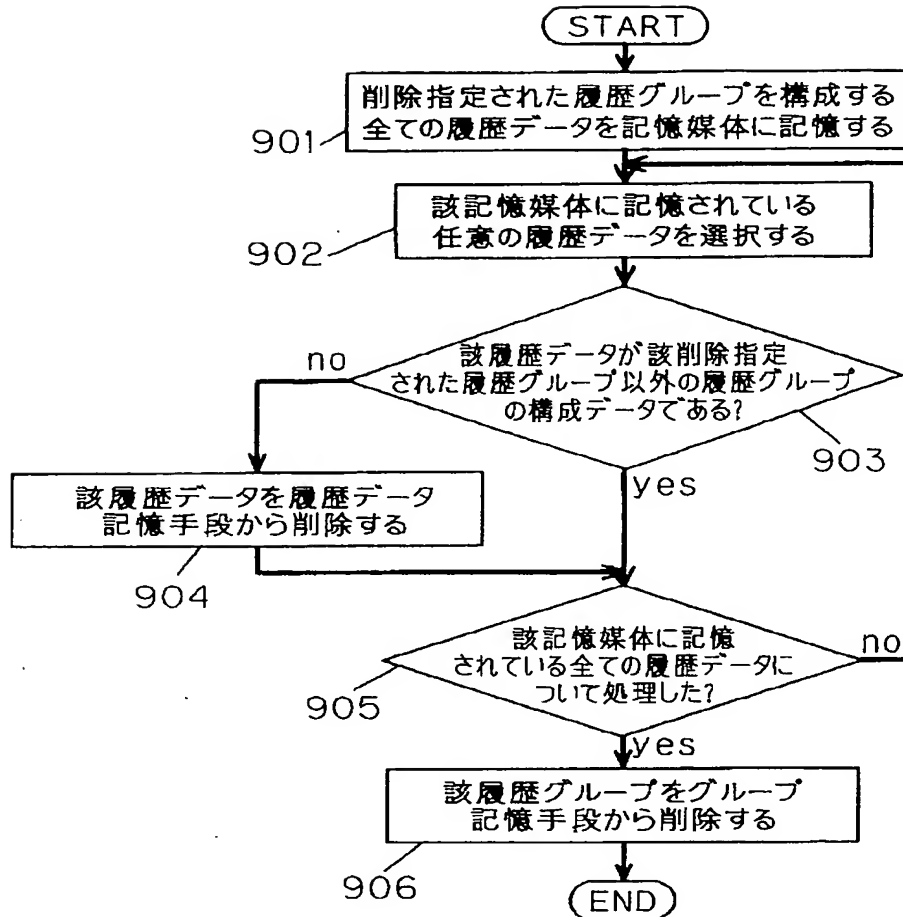 START
削除指定された履歴グループを構成する
全ての履歴データを記憶媒体に記憶する
901
該記憶媒体に記憶されている
任意の履歴データを選択する
902
該履歴データが該削除指定
された履歴グループ以外の履歴グループ
の構成データである?
no
903
yes
該履歴データを履歴データ
記憶手段から削除する
904
該記憶媒体に記憶
されている全ての履歴データに
ついて処理した?
no
905
yes
該履歴グループをグループ
記憶手段から削除する
906
END